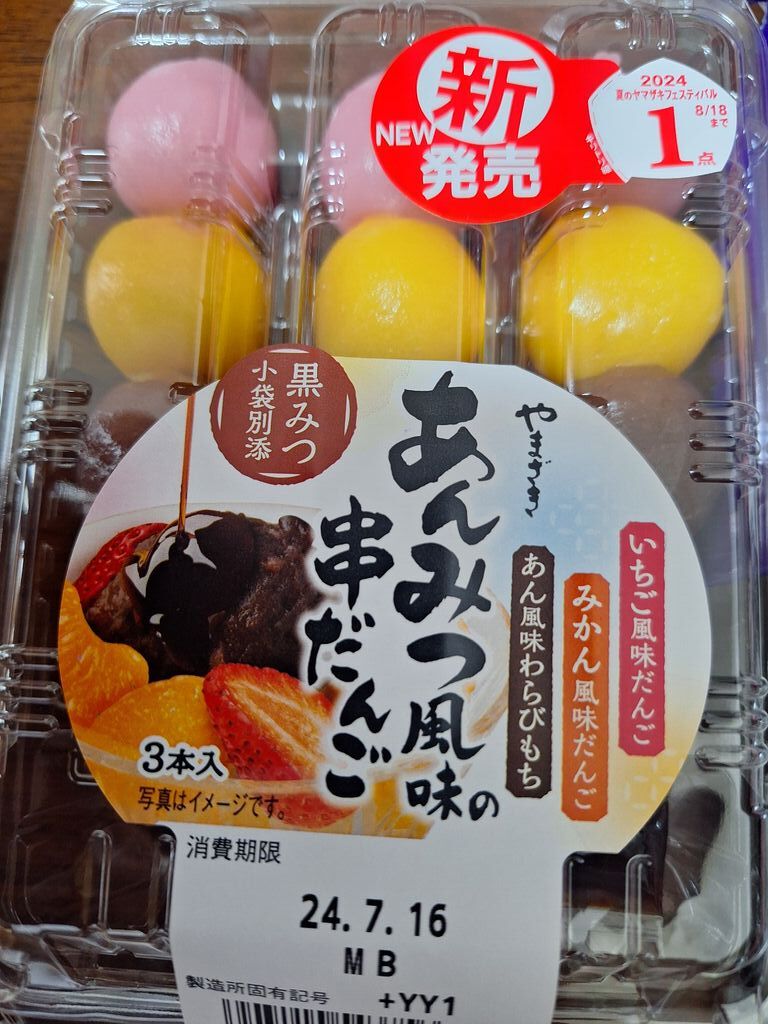 新
NEW
発売
2024
夏のヤマザキフェスティバル
8/18
まで
1点
黒みつ
小袋別添
やまざき
あんみつ風味の
串だんご
いちご風味だんご
みかん風味だんご
あん風味わらびもち
3本入
写真はイメージです。
消費期限
24.7.16
MB
製造所固有記号 +YY1